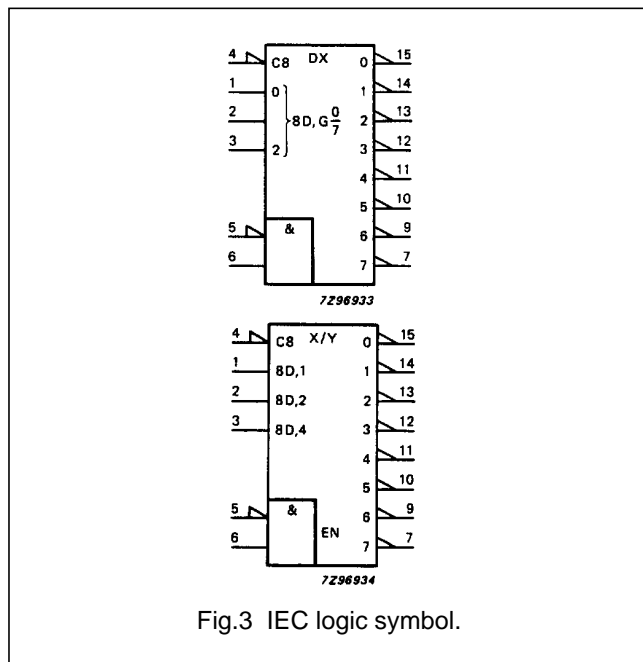 DX
4 C8 0 15
1 0 1 14
2 8D,G 0/7 2 13
3 2 3 12
4 11
5 10
5 & 6 9
6 7 7
7Z96933
X/Y
4 C8 0 15
1 8D,1 1 14
2 8D,2 2 13
3 8D,4 3 12
4 11
5 10
5 & 6 9
6 EN 7 7
7Z96934
Fig.3 IEC logic symbol.